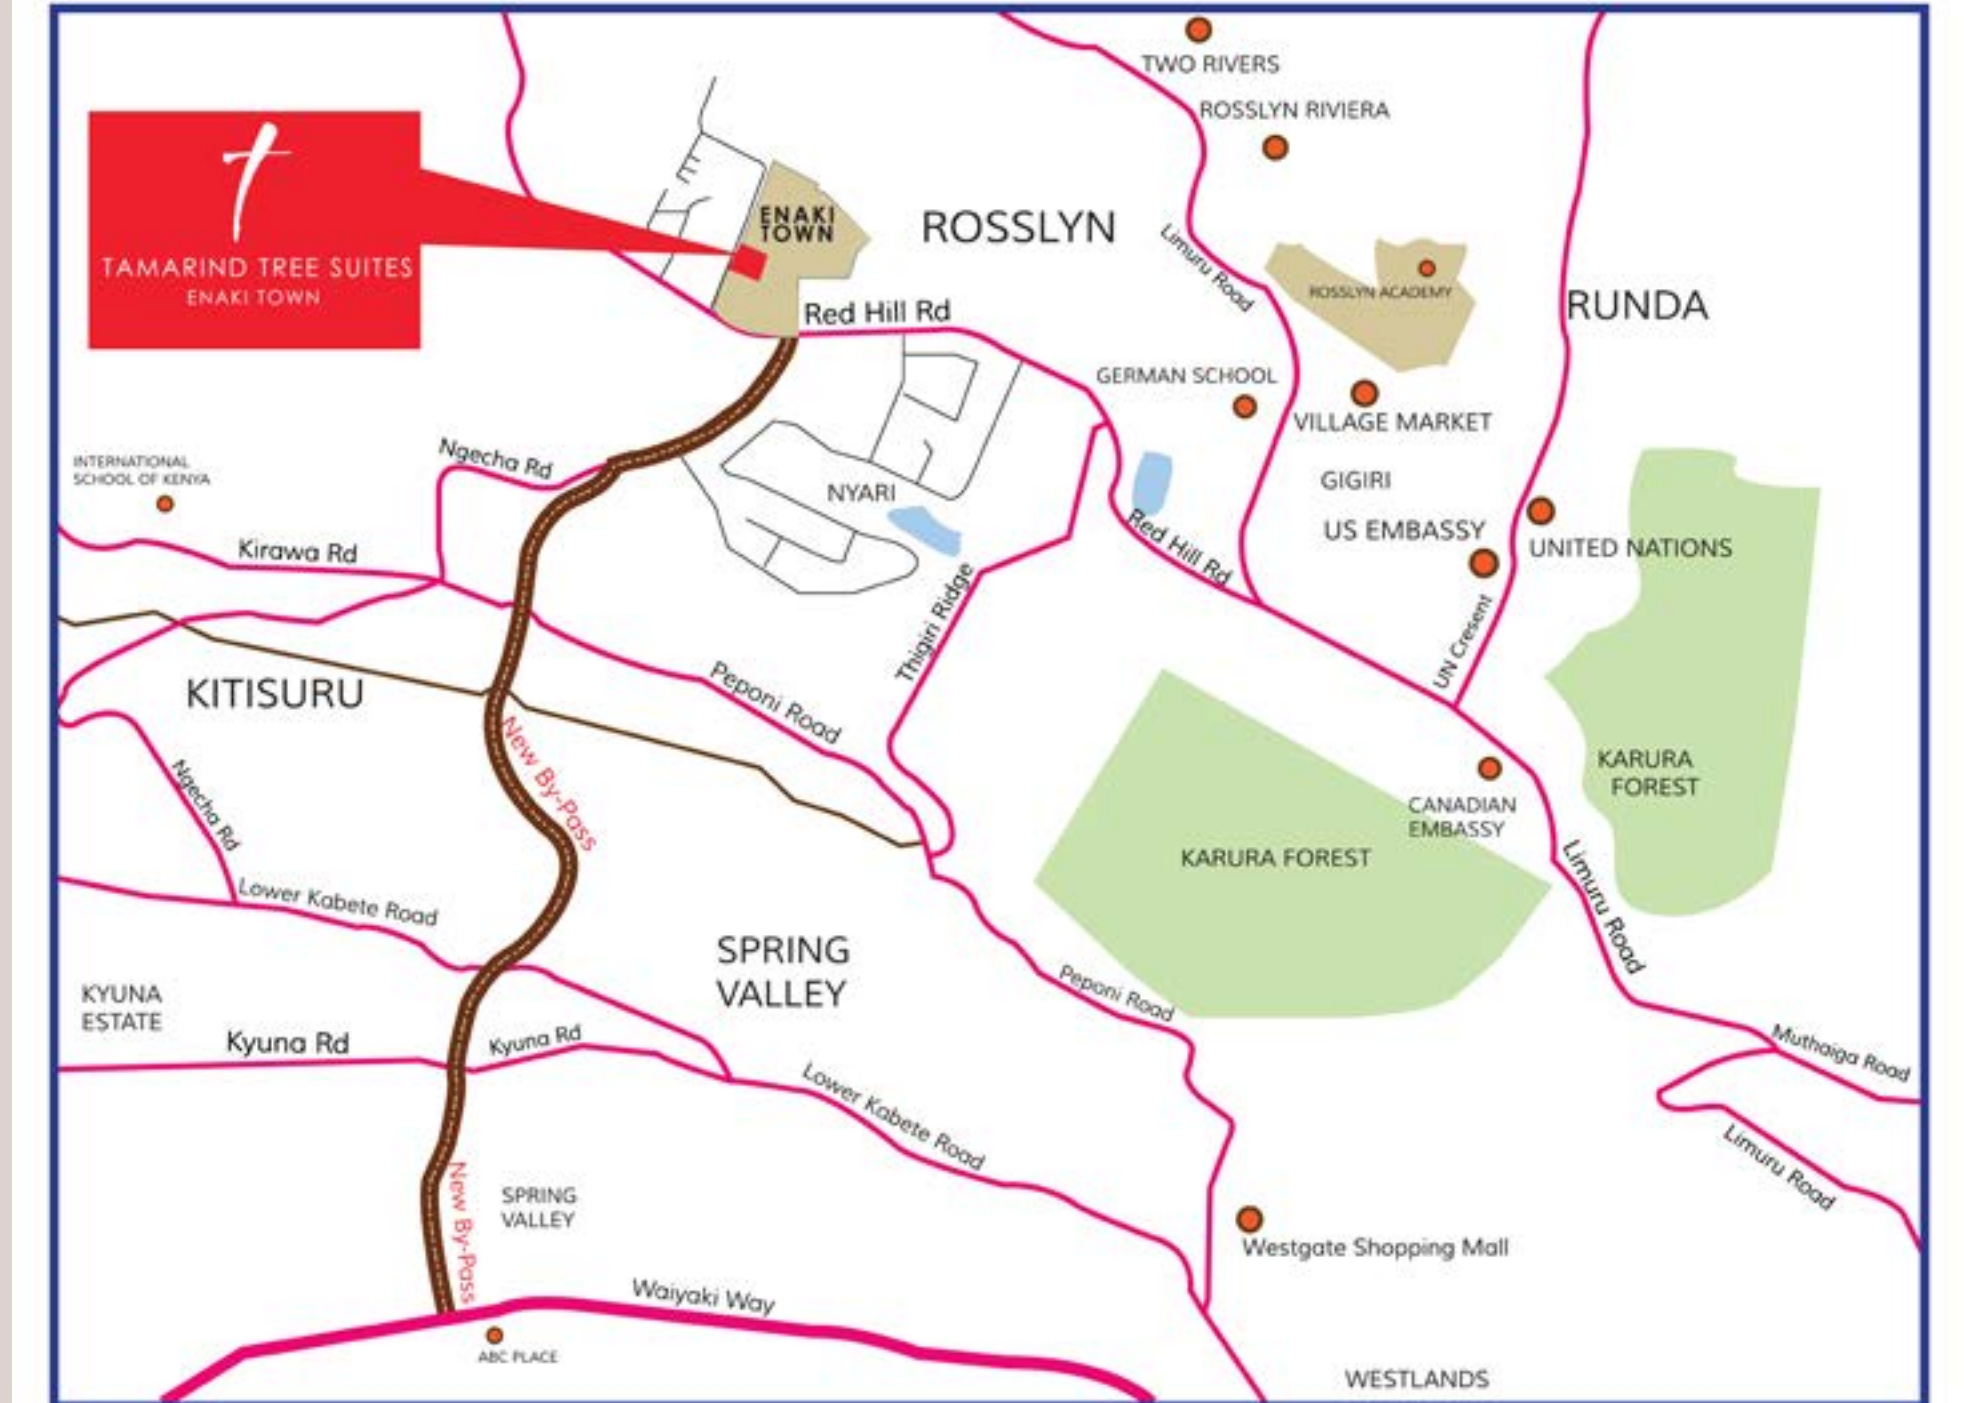 TWO RIVERS
ROSSLYN RIVIERA
TAMARIND TREE SUITES
ENAKI TOWN
ENAKI
TOWN
ROSSLYN
Limuru Road
ROSSLYN ACADEMY
RUNDA
Red Hill Rd
GERMAN SCHOOL
VILLAGE MARKET
INTERNATIONAL
SCHOOL OF KENYA
Ngecha Rd
NYARI
GIGIRI
US EMBASSY
UNITED NATIONS
Kirawa Rd
Red Hill Rd
Thigiri Ridge
UN Cresent
KITISURU
Peponi Road
New By-Pass
Ngecha Rd
KARURA
FOREST
CANADIAN
EMBASSY
KARURA FOREST
Limuru Road
Lower Kabete Road
SPRING
VALLEY
Peponi Road
KYUNA
ESTATE
Kyuna Rd
Kyuna Rd
Lower Kabete Road
Muthaiga Road
Limuru Road
New By-Pass
SPRING
VALLEY
Westgate Shopping Mall
Waiyaki Way
ABC PLACE
WESTLANDS